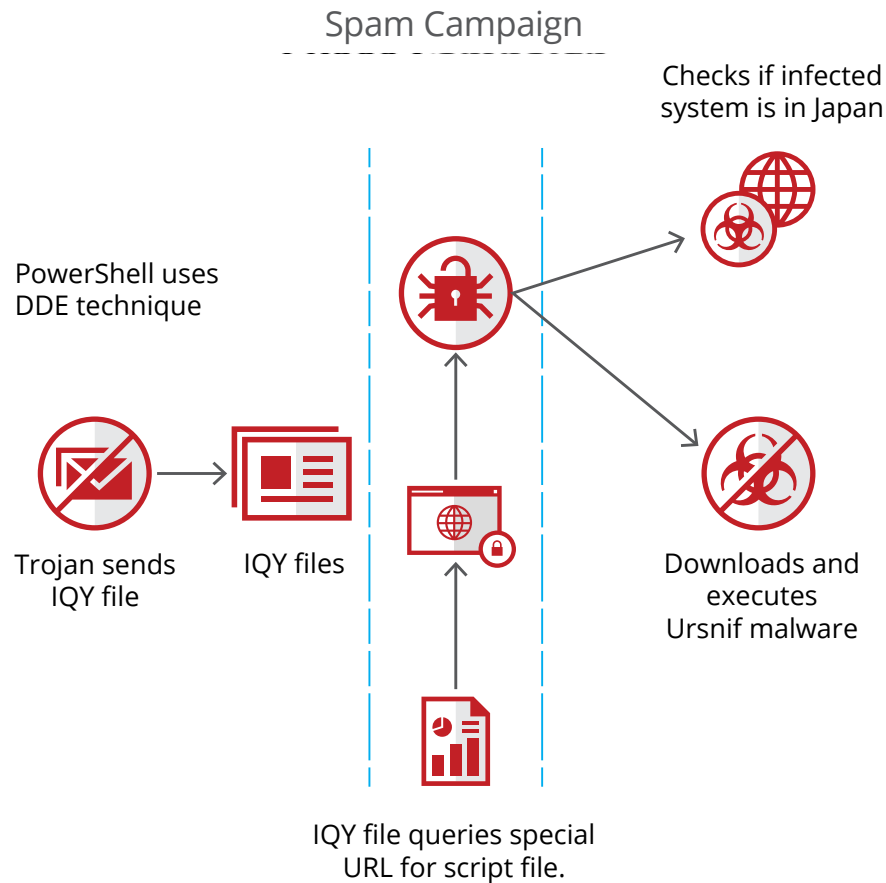 Spam Campaign
Checks if infected
system is in Japan
PowerShell uses
DDE technique
Trojan sends
IQY file
IQY files
Downloads and
executes
Ursnif malware
IQY file queries special
URL for script file.